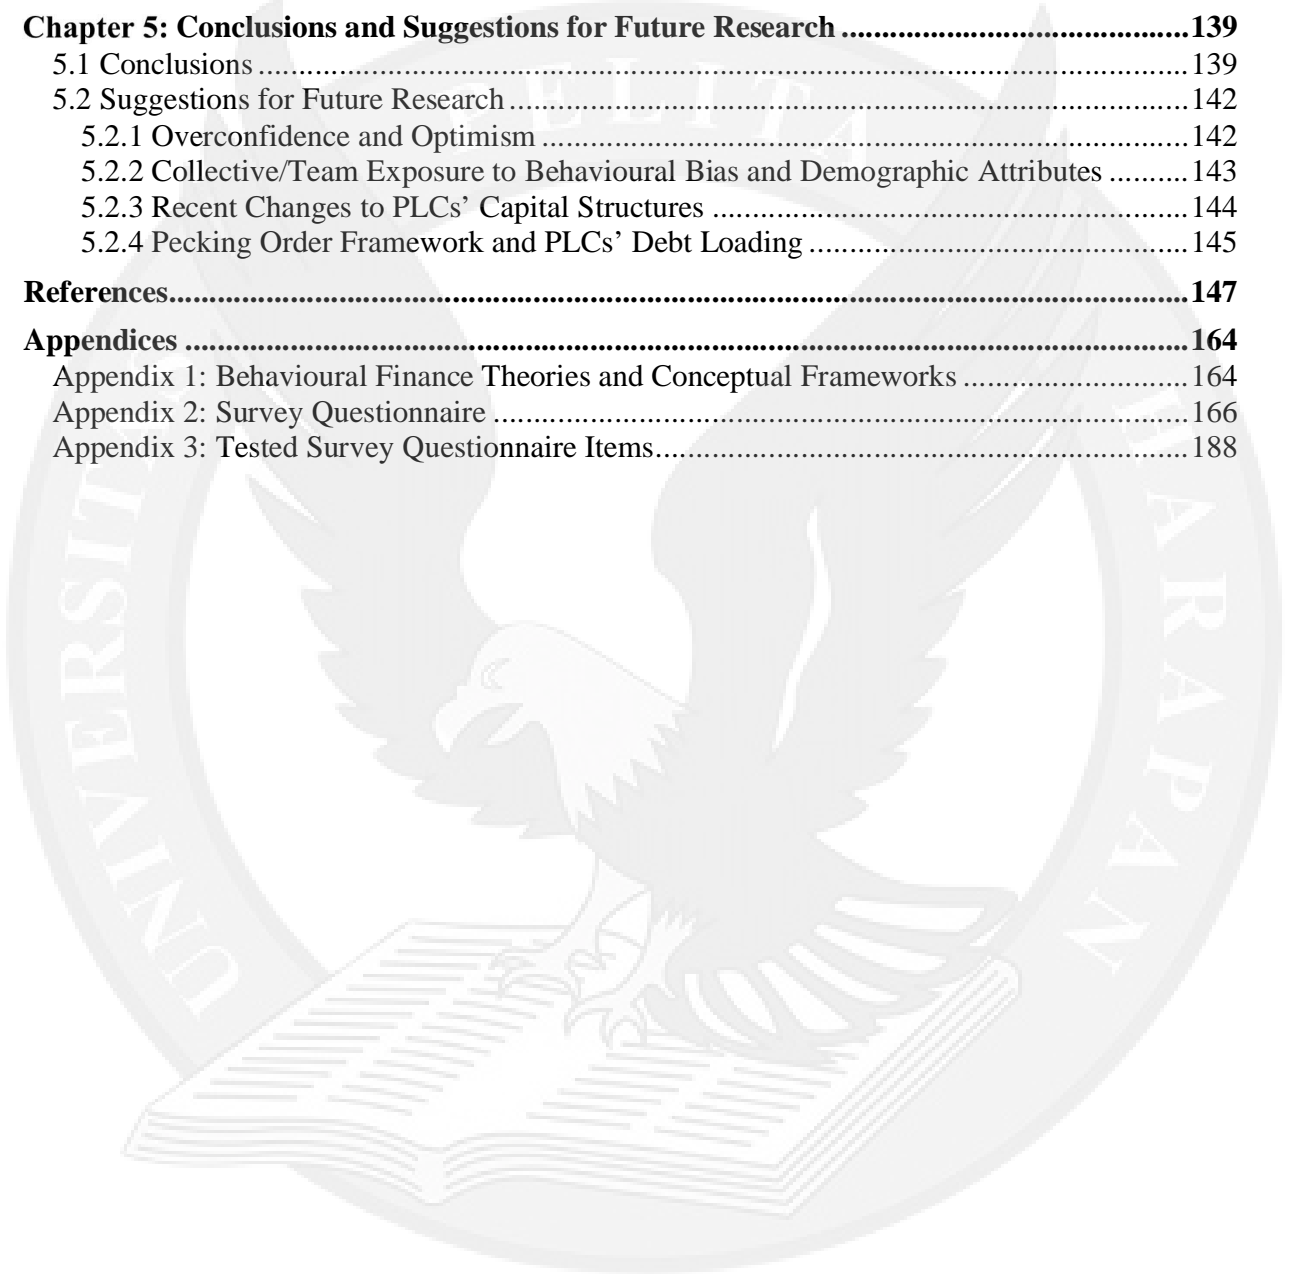 Chapter 5: Conclusions and Suggestions for Future Research ............................................... 139
5.1 Conclusions ........................................................................................................................ 139
5.2 Suggestions for Future Research ....................................................................................... 142
5.2.1 Overconfidence and Optimism ................................................................................... 142
5.2.2 Collective/Team Exposure to Behavioural Bias and Demographic Attributes .......... 143
5.2.3 Recent Changes to PLCs’ Capital Structures ............................................................. 144
5.2.4 Pecking Order Framework and PLCs’ Debt Loading ................................................. 145
References.................................................................................................................................. 147
Appendices ................................................................................................................................ 164
Appendix 1: Behavioural Finance Theories and Conceptual Frameworks ............................. 164
Appendix 2: Survey Questionnaire ......................................................................................... 166
Appendix 3: Tested Survey Questionnaire Items..................................................................... 188
UNIVERSITAS PELITA HARAPAN